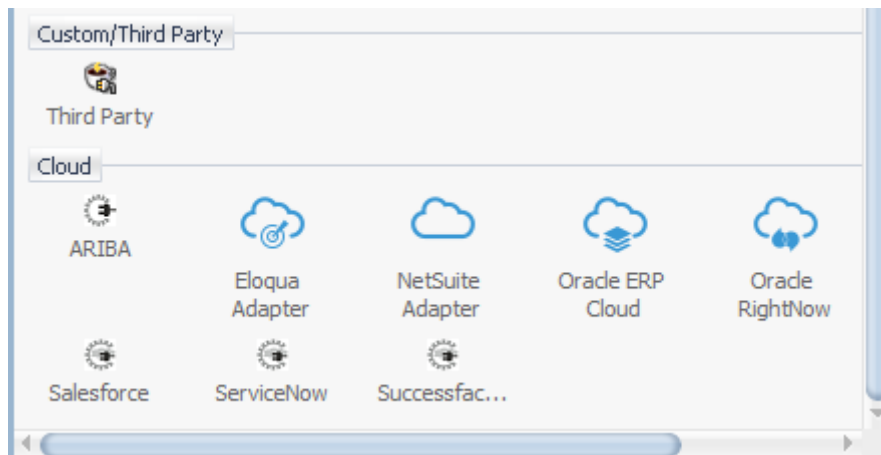 Custom/Third Party
Third Party
Cloud
ARIBA
Eloqua Adapter
NetSuite Adapter
Oracle ERP Cloud
Oracle RightNow
Salesforce
ServiceNow
Successfac...